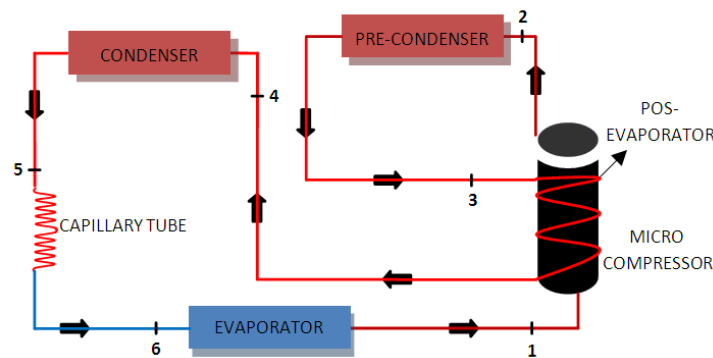 2
CONDENSER
PRE-CONDENSER
4
POS-
EVAPORATOR
5
3
CAPILLARY TUBE
MICRO
COMPRESSOR
EVAPORATOR
6
1